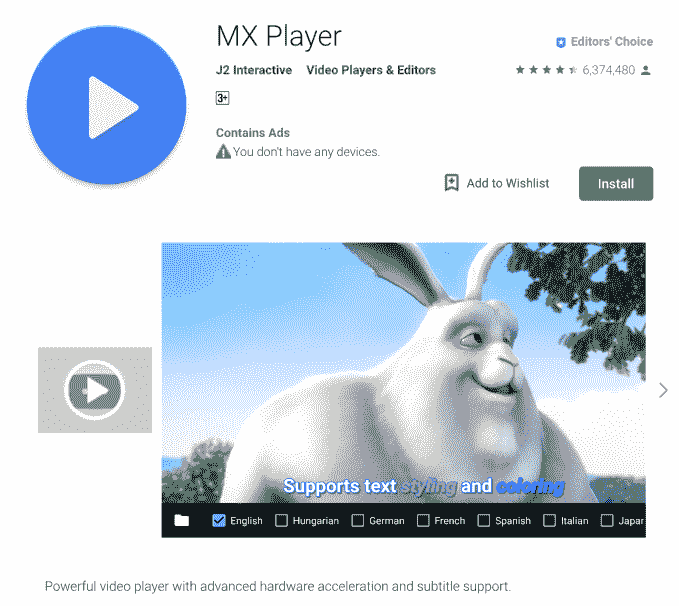 MX Player
Editors' Choice
J2 Interactive Video Players & Editors 6,374,480
3+
Contains Ads
You don't have any devices.
Add to Wishlist Install
Supports text styling and coloring
English Hungarian German French Spanish Italian Japar
Powerful video player with advanced hardware acceleration and subtitle support.